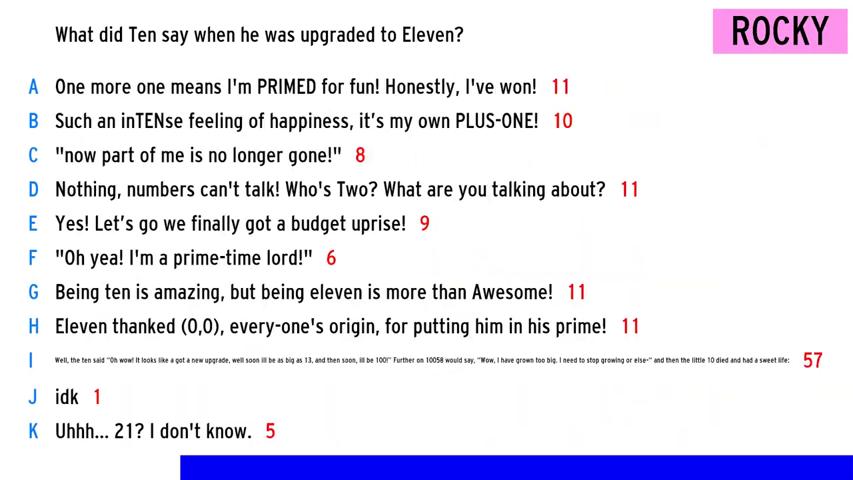 What did Ten say when he was upgraded to Eleven?
ROCKY
A One more one means I'm PRIMED for fun! Honestly, I've won! 11
B Such an inTENse feeling of happiness, it’s my own PLUS-ONE! 10
C "now part of me is no longer gone!" 8
D Nothing, numbers can't talk! Who's Two? What are you talking about? 11
E Yes! Let’s go we finally got a budget uprise! 9
F "Oh yea! I'm a prime-time lord!" 6
G Being ten is amazing, but being eleven is more than Awesome! 11
H Eleven thanked (0,0), every-one's origin, for putting him in his prime! 11
I Well, the ten said "Oh wow! It looks like a got a new upgrade, well soon ill be as big as 13, and then soon, ill be 100!" Further on 10058 would say, "Wow, I have grown too big. I need to stop growing or else-" and then the little 10 died and had a sweet life: 57
J idk 1
K Uhhh... 21? I don't know. 5